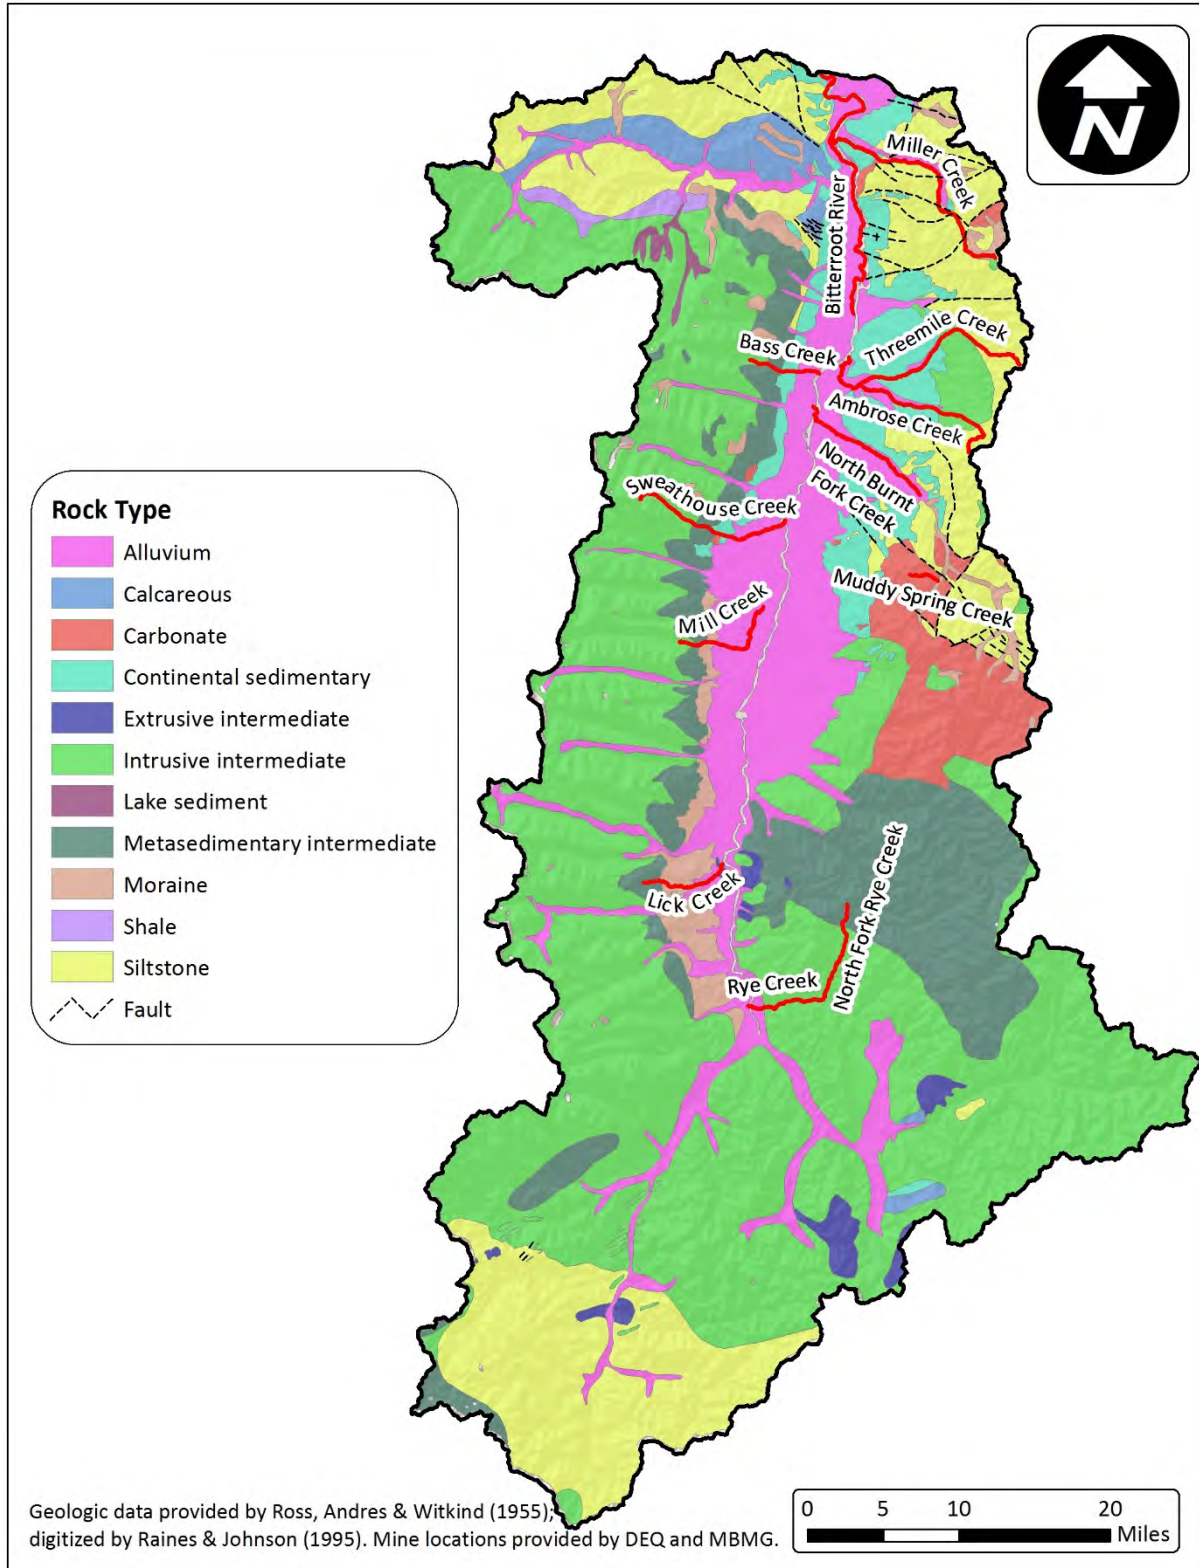 N
Miller Creek
Bitterroot River
Threemile Creek
Bass Creek
Ambrose Creek
North Burnt
Fork Creek
Sweathouse Creek
Muddy Spring Creek
Mill Creek
Rock Type
Alluvium
Calcareous
Carbonate
Continental sedimentary
Extrusive intermediate
Intrusive intermediate
Lake sediment
Metasedimentary intermediate
Moraine
Shale
Siltstone
Fault
Lick Creek
North Fork Rye Creek
Rye Creek
Geologic data provided by Ross, Andres & Witkind (1955);
digitized by Raines & Johnson (1995). Mine locations provided by DEQ and MBMG.
0 5 10 20
Miles